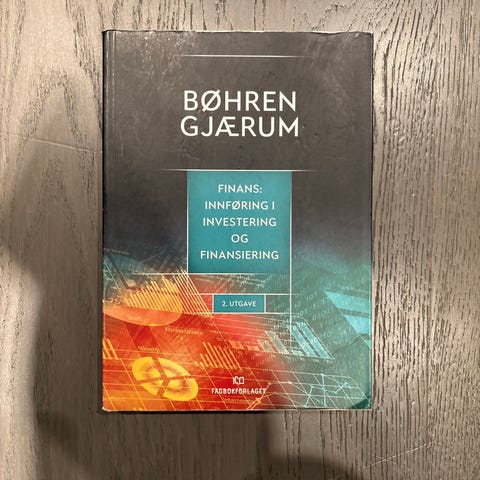 BØHREN
GJÆRUM
FINANS:
INNFØRING I
INVESTERING
OG
FINANSIERING
2. UTGAVE
FAGBOKFORLAGET